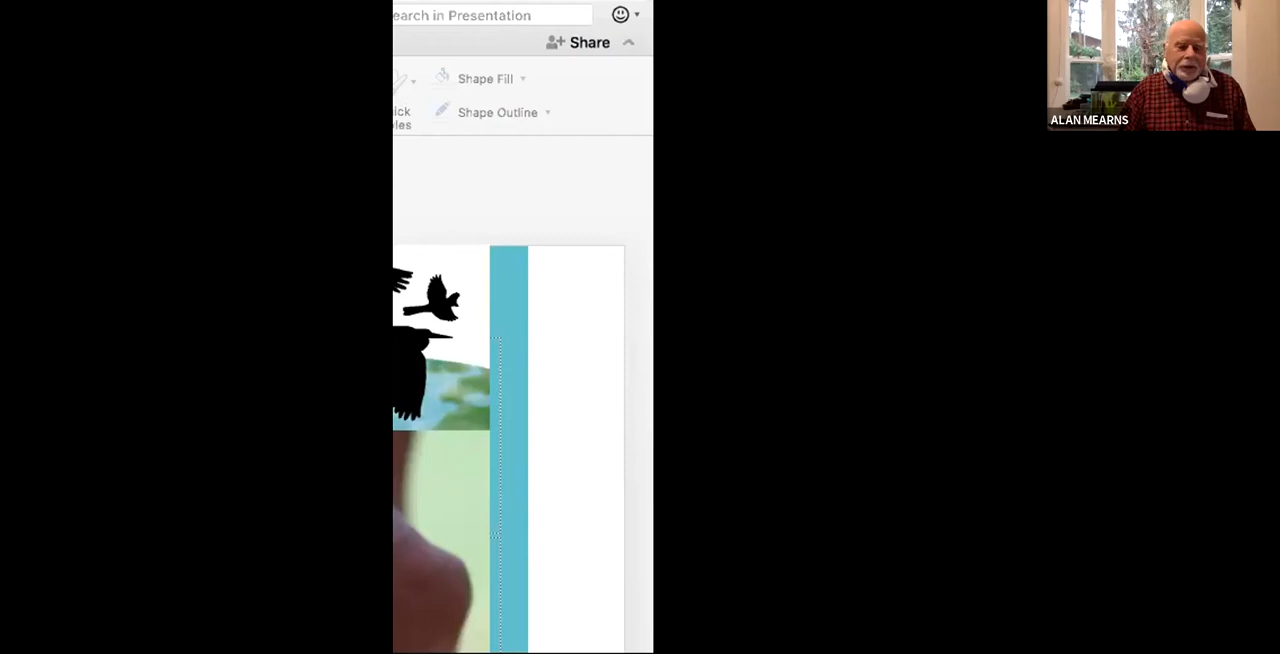 earch in Presentation
Share
Shape Fill
ick
Shape Outline
les
ALAN MEARNS